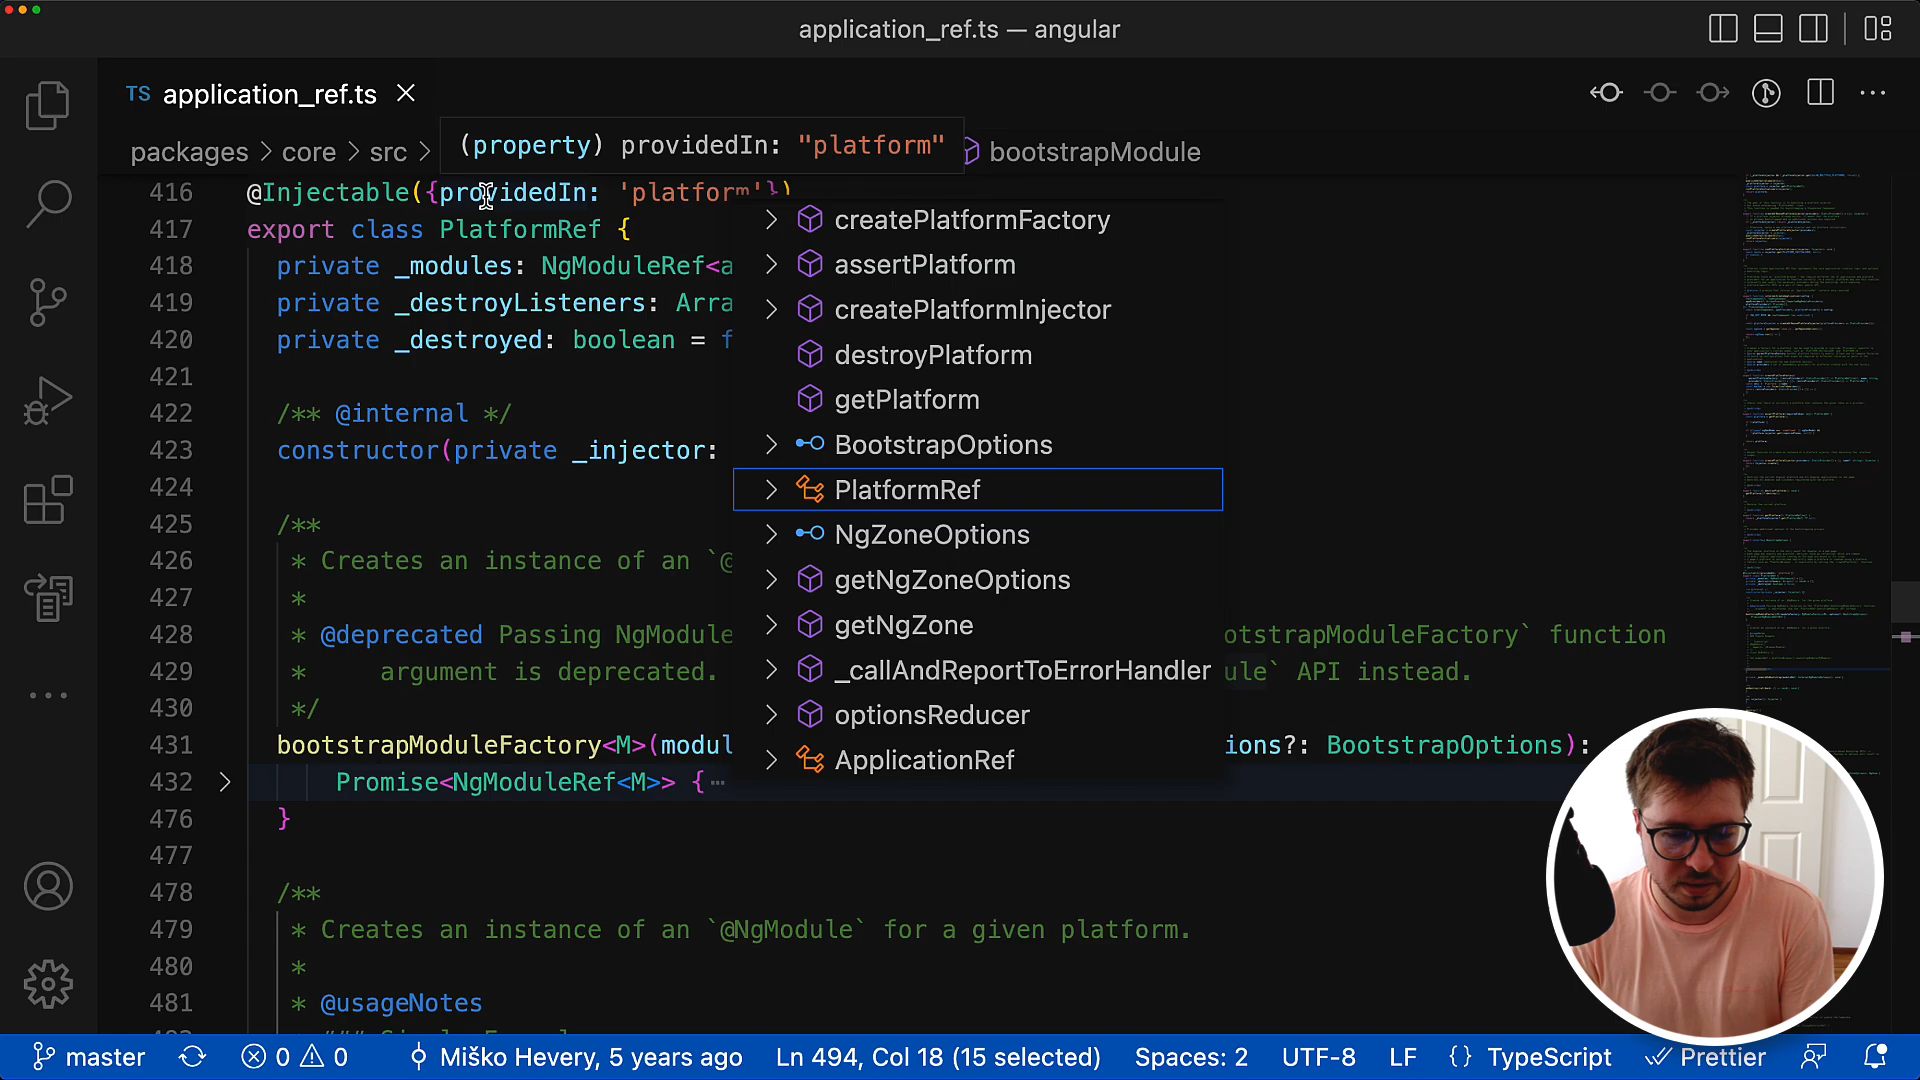 application_ref.ts — angular
TS application_ref.ts
packages > core > src >
(property) providedIn: "platform"
bootstrapModule
416 @Injectable({providedIn: 'platform'})
417 export class PlatformRef {
418 private _modules: NgModuleRef<a
419 private _destroyListeners: Arra
420 private _destroyed: boolean = f
421
422 /** @internal */
423 constructor(private _injector:
424
425 /**
426 * Creates an instance of an `@
427 *
428 * @deprecated Passing NgModule
otstrapModuleFactory` function
429 * argument is deprecated.
ule` API instead.
430 */
431 bootstrapModuleFactory<M>(modul
ions?: BootstrapOptions):
432 Promise<NgModuleRef<M>> {
476 }
477
478 /**
479 * Creates an instance of an `@NgModule` for a given platform.
480 *
481 * @usageNotes
createPlatformFactory
assertPlatform
createPlatformInjector
destroyPlatform
getPlatform
BootstrapOptions
PlatformRef
NgZoneOptions
getNgZoneOptions
getNgZone
_callAndReportToErrorHandler
optionsReducer
ApplicationRef
master 0 0 Miško Hevery, 5 years ago Ln 494, Col 18 (15 selected) Spaces: 2 UTF-8 LF {} TypeScript Prettier